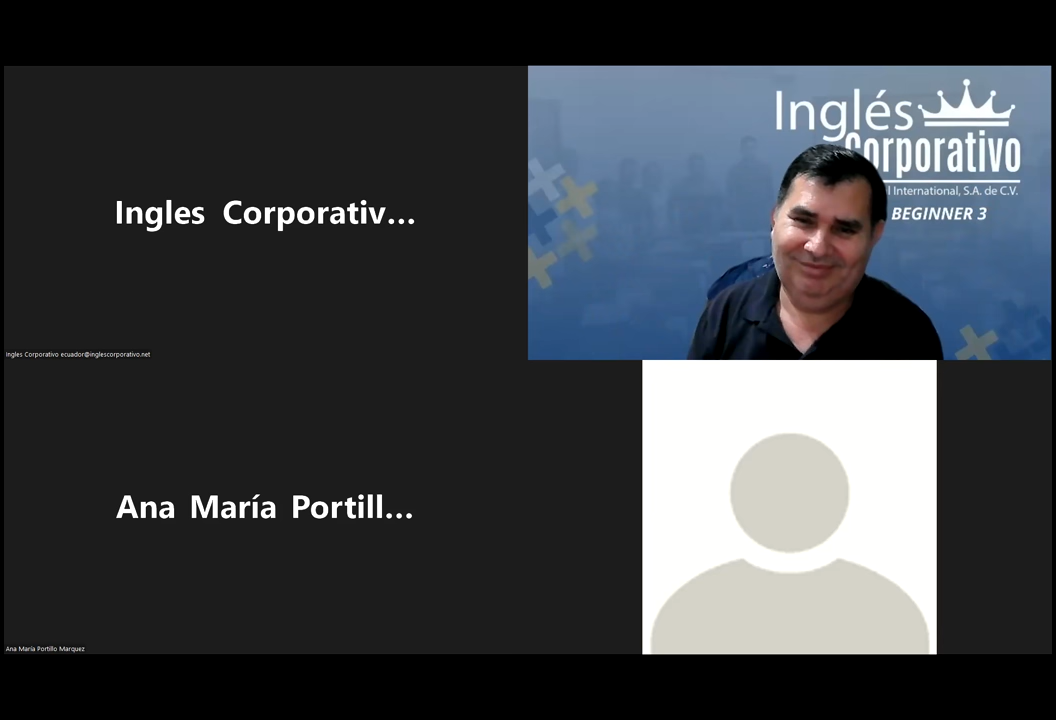 Ingles Corporativ...
Ingles Corporativo ecuador@inglescorporativo.net
Inglés
Corporativo
l International, S.A. de C.V.
BEGINNER 3
Ana María Portill...
Ana María Portillo Marquez